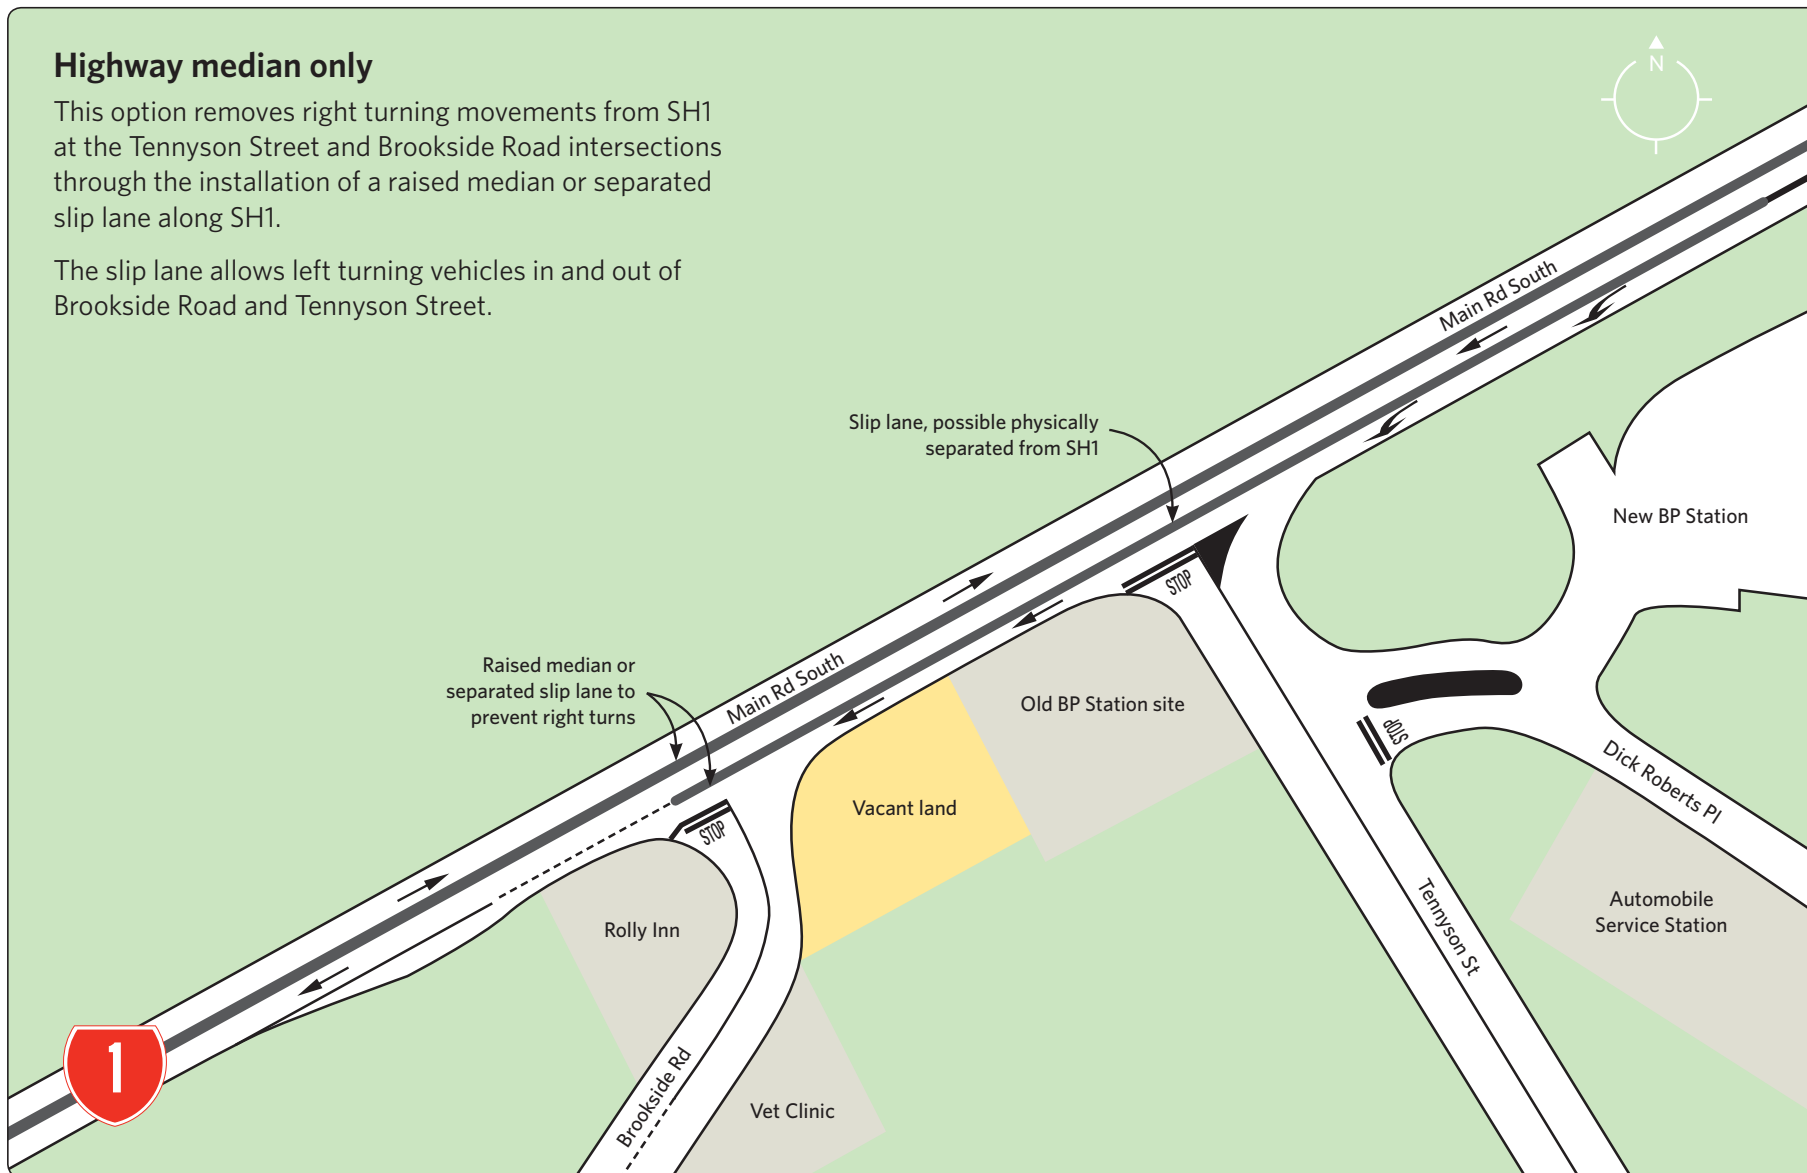 Highway median only
This option removes right turning movements from SH1
at the Tennyson Street and Brookside Road intersections
through the installation of a raised median or separated
slip lane along SH1.
The slip lane allows left turning vehicles in and out of
Brookside Road and Tennyson Street.
N
Main Rd South
Slip lane, possible physically
separated from SH1
New BP Station
STOP
Raised median or
separated slip lane to
prevent right turns
Main Rd South
Old BP Station site
STOP
Dick Roberts Pl
Vacant land
STOP
Rolly Inn
Tennyson St
Automobile
Service Station
1
Brookside Rd
Vet Clinic